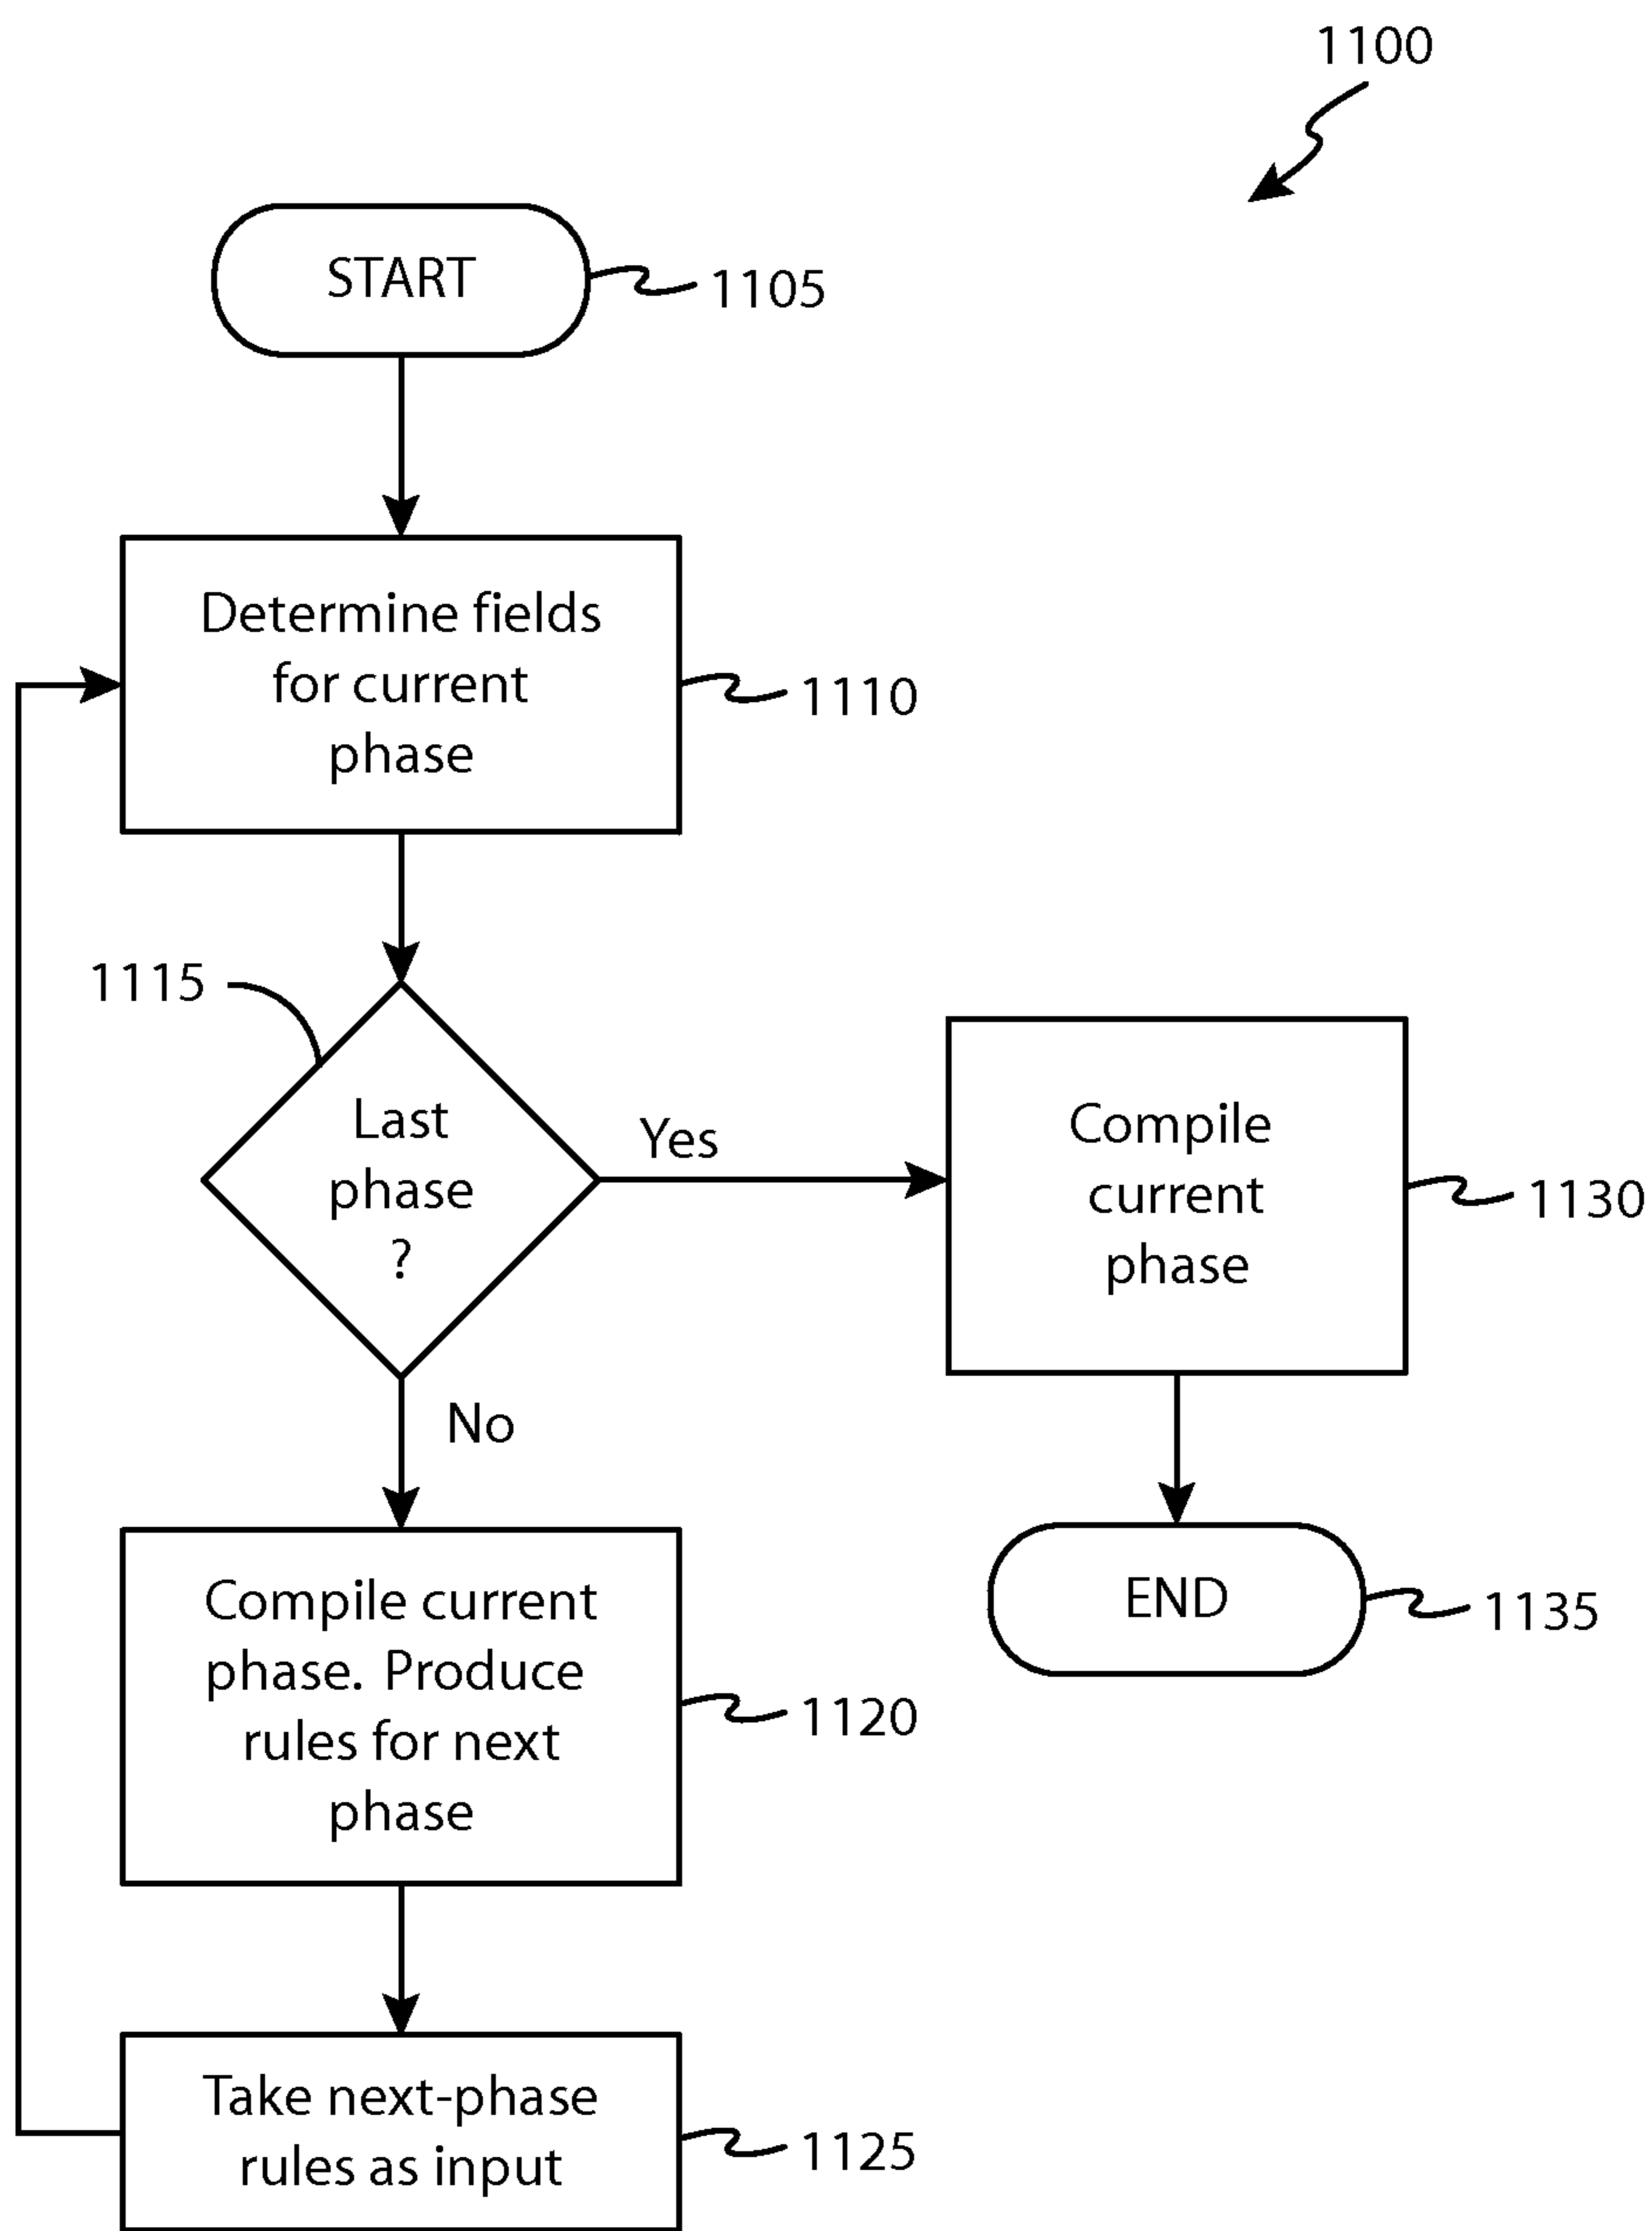 1100
START
1105
Determine fields
for current
phase
1110
1115
Last
phase
?
Yes
No
Compile
current
phase
1130
Compile current
phase. Produce
rules for next
phase
1120
END
1135
Take next-phase
rules as input
1125